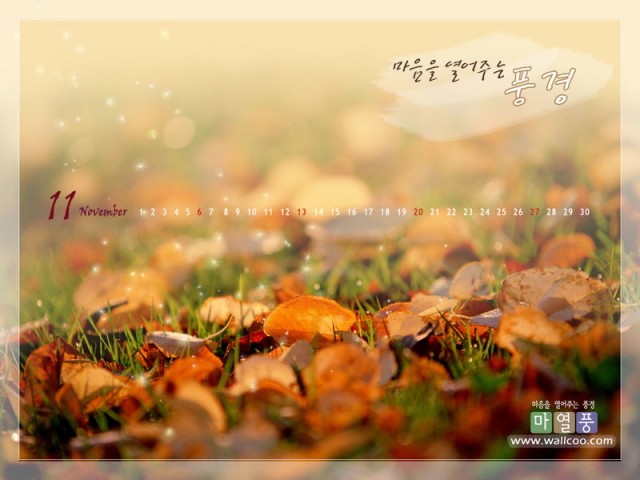 마음을 열어주는 풍경
11 November 1 2 3 4 5 6 7 8 9 10 11 12 13 14 15 16 17 18 19 20 21 22 23 24 25 26 27 28 29 30
마음을 열어주는 풍경
마열풍
www.wallcoo.com